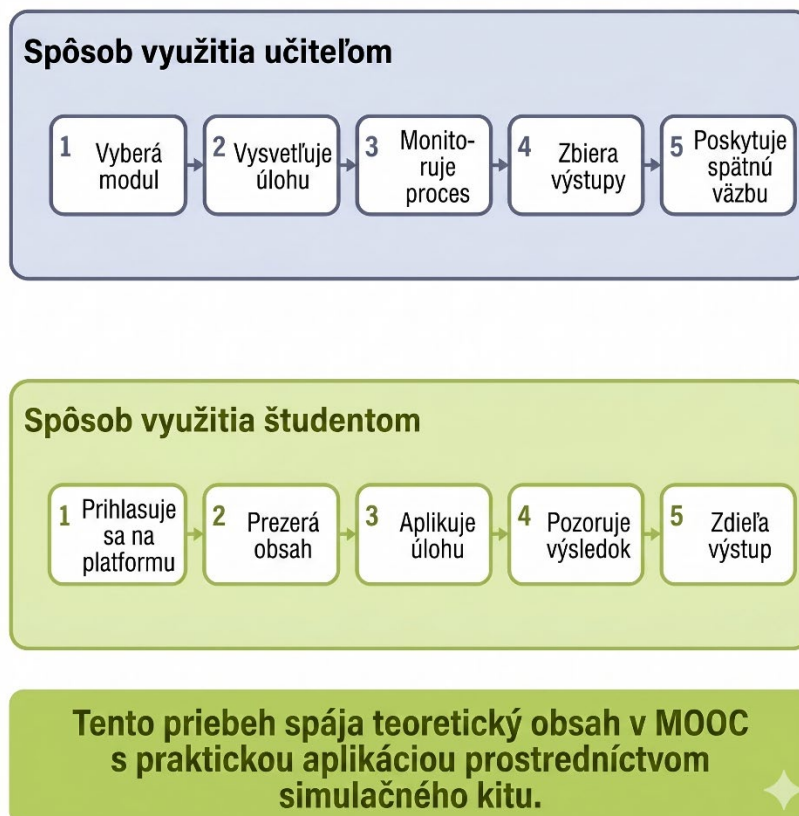 Spôsob využitia učiteľom
1 Vyberá
modul
2 Vysvetľuje
úlohu
3 Monito-
ruje
proces
4 Zbiera
výstupy
5 Poskytuje
spätnú
väzbu
Spôsob využitia študentom
1 Prihlasuje
sa na
platformu
2 Prezerá
obsah
3 Aplikuje
úlohu
4 Pozoruje
výsledok
5 Zdieľa
výstup
Tento priebeh spája teoretický obsah v MOOC
s praktickou aplikáciou prostredníctvom
simulačného kitu.